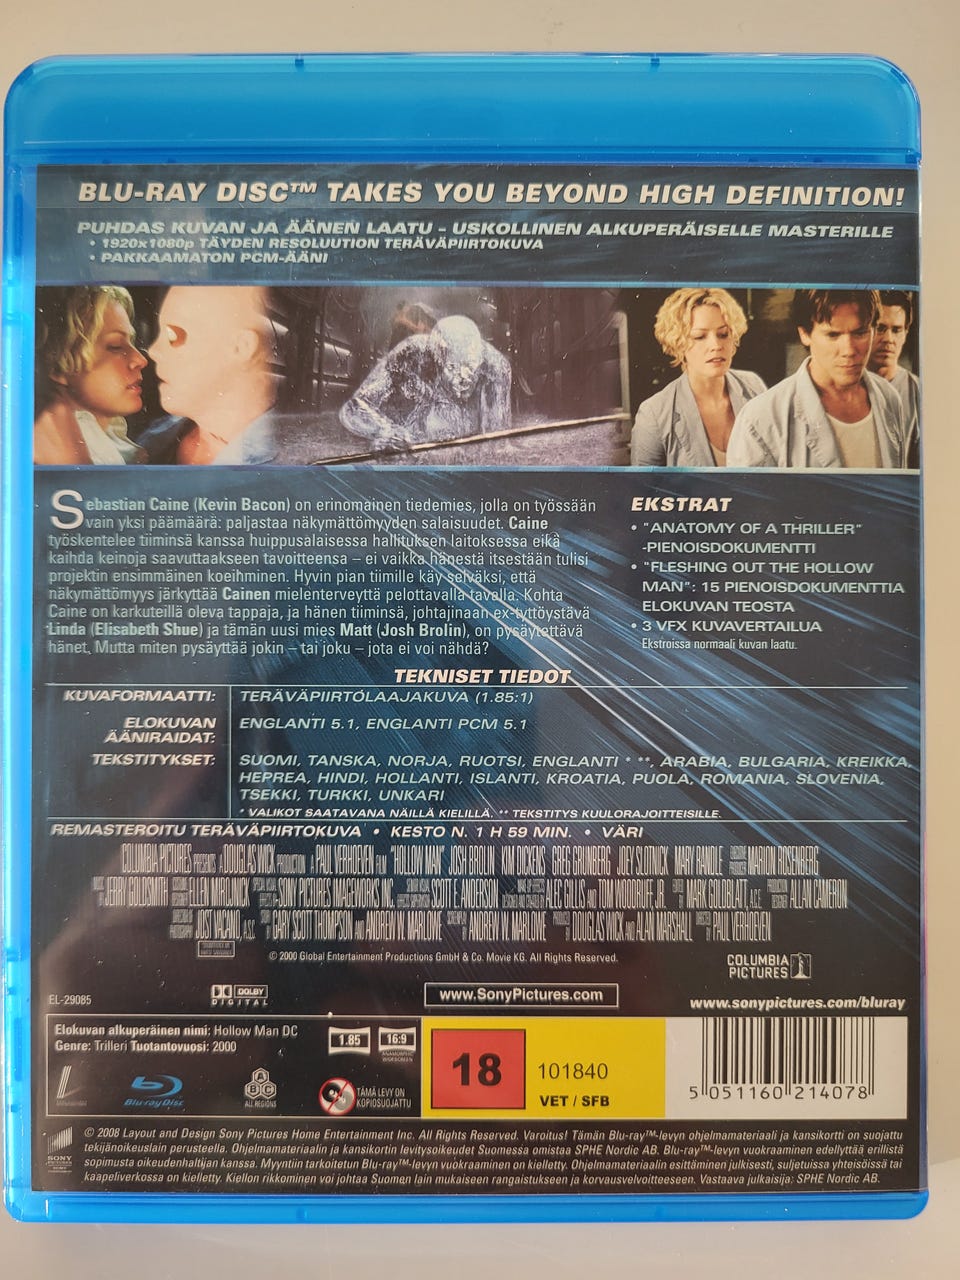 BLU-RAY DISC™ TAKES YOU BEYOND HIGH DEFINITION!
PUHDAS KUVAN JA ÄÄNEN LAATU - USKOLLINEN ALKUPERÄISELLE MASTERILLE
• 1920x1080p TÄYDEN RESOLUUTION TERÄVÄPIIRTOKUVA
• PAKKAAMATON PCM-ÄÄNI
Sebastian Caine (Kevin Bacon) on erinomainen tiedemies, jolla on työssään
vain yksi päämäärä: paljastaa näkymättömyyden salaisuudet. Caine
työskentelee tiiminsä kanssa huippusalaisessa hallituksen laitoksessa eikä
kaihda keinoja saavuttaakseen tavoitteensa – ei vaikka hänestä itsestään tulisi
projektin ensimmäinen koeihminen. Hyvin pian tiimille käy selväksi, että
näkymättömyys järkyttää Cainen mielenterveyttä pelottavalla tavalla. Kohta
Caine on karkuteillä oleva tappaja, ja hänen tiiminsä, johtajinaan ex-tyttöystävä
Linda (Elisabeth Shue) ja tämän uusi mies Matt (Josh Brolin), on pysäytettävä
hänet. Mutta miten pysäyttää jokin – tai joku – jota ei voi nähdä?
EKSTRAT
• "ANATOMY OF A THRILLER"
-PIENOISDOKUMENTTI
• "FLESHING OUT THE HOLLOW
MAN": 15 PIENOISDOKUMENTTIA
ELOKUVAN TEOSTA
• 3 VFX KUVAVERTAILUA
Ekstroissa normaali kuvan laatu.
TEKNISET TIEDOT
KUVAFORMAATTI: TERÄVÄPIIRTOLAAJAKUVA (1.85:1)
ELOKUVAN ÄÄNIRAIDAT: ENGLANTI 5.1, ENGLANTI PCM 5.1
TEKSTITYKSET: SUOMI, TANSKA, NORJA, RUOTSI, ENGLANTI * **, ARABIA, BULGARIA, KREIKKA,
HEPREA, HINDI, HOLLANTI, ISLANTI, KROATIA, PUOLA, ROMANIA, SLOVENIA,
TSEKKI, TURKKI, UNKARI
* VALIKOT SAATAVANA NÄILLÄ KIELILLÄ. ** TEKSTITYS KUULORAJOITTEISILLE.
REMASTEROITU TERÄVÄPIIRTOKUVA • KESTO N. 1 H 59 MIN. • VÄRI
COLUMBIA PICTURES PRESENTS A DOUGLAS WICK PRODUCTION A PAUL VERHOEVEN FILM "HOLLOW MAN" JOSH BROLIN KIM DICKENS GREG GRUNBERG JOEY SLOTNICK MARY RANDLE MARION ROSENBERG
JERRY GOLDSMITH ELLEN MIROJNICK SONY PICTURES IMAGEWORKS INC. SCOTT E. ANDERSON ALEC GILLIS AND TOM WOODRUFF, JR. MARK GOLDBLATT, A.C.E. ALLAN CAMERON
JOST VACANO, A.S.C. GARY SCOTT THOMPSON AND ANDREW W. MARLOWE ANDREW W. MARLOWE DOUGLAS WICK AND ALAN MARSHALL PAUL VERHOEVEN
© 2000 Global Entertainment Productions GmbH & Co. Movie KG. All Rights Reserved.
COLUMBIA
PICTURES
EL-29085
DOLBY
DIGITAL
www.SonyPictures.com
www.sonypictures.com/bluray
Elokuvan alkuperäinen nimi: Hollow Man DC
Genre: Trilleri Tuotantovuosi: 2000
1.85
16:9
ANAMORPHIC
WIDESCREEN
Blu-ray Disc
A B C
ALL REGIONS
TÄMÄ LEVY ON
KOPIOSUOJATTU
18
101840
VET / SFB
5 051160 214078
SONY
PICTURES
© 2008 Layout and Design Sony Pictures Home Entertainment Inc. All Rights Reserved. Varoitus! Tämän Blu-ray™-levyn ohjelmamateriaali ja kansikortti on suojattu
tekijänoikeuslain perusteella. Ohjelmamateriaalin ja kansikortin levitysoikeudet Suomessa omistaa SPHE Nordic AB. Blu-ray™-levyn vuokraaminen edellyttää erillistä
sopimusta oikeudenhaltijan kanssa. Myyntiin tarkoitetun Blu-ray™-levyn vuokraaminen on kielletty. Ohjelmamateriaalin esittäminen julkisesti, suljetuissa yhteisöissä tai
kaapeliverkossa on kielletty. Kiellon rikkominen voi johtaa Suomen lain mukaiseen rangaistukseen ja korvausvelvoitteeseen. Vastaava julkaisija: SPHE Nordic AB.